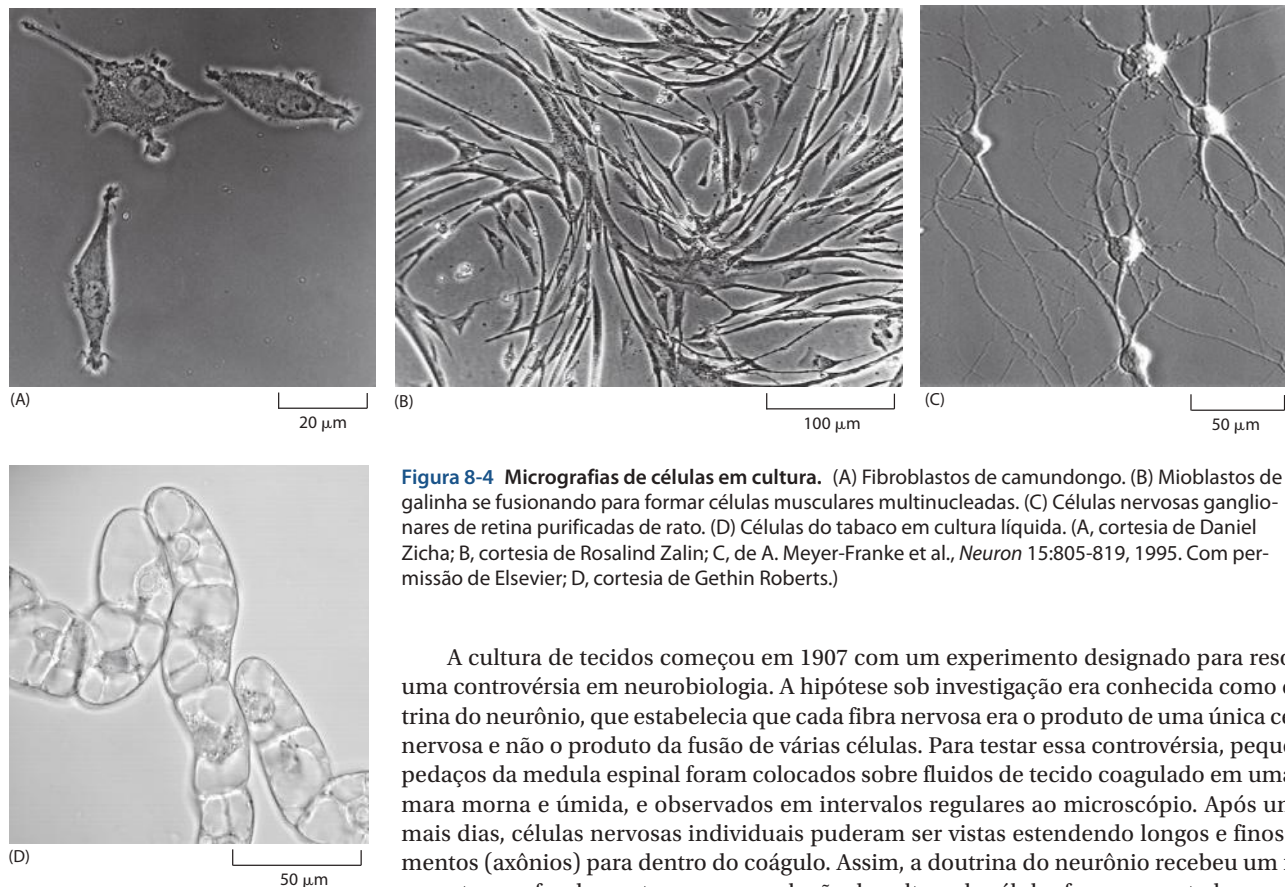 (A)
20 μm
(B)
100 μm
(C)
50 μm
(D)
50 μm
Figura 8-4 Micrografias de células em cultura. (A) Fibroblastos de camundongo. (B) Mioblastos de
galinha se fusionando para formar células musculares multinucleadas. (C) Células nervosas ganglio-
nares de retina purificadas de rato. (D) Células do tabaco em cultura líquida. (A, cortesia de Daniel
Zicha; B, cortesia de Rosalind Zalin; C, de A. Meyer-Franke et al., Neuron 15:805-819, 1995. Com per-
missão de Elsevier; D, cortesia de Gethin Roberts.)
A cultura de tecidos começou em 1907 com um experimento designado para
uma controvérsia em neurobiologia. A hipótese sob investigação era conhecida como
trina do neurônio, que estabelecia que cada fibra nervosa era o produto de uma única
nervosa e não o produto da fusão de várias células. Para testar essa controvérsia,
pedaços da medula espinal foram colocados sobre fluidos de tecido coagulado em uma
mara morna e úmida, e observados em intervalos regulares ao microscópio. Após
mais dias, células nervosas individuais puderam ser vistas estendendo longos e finos
mentos (axônios) para dentro do coágulo. Assim, a doutrina do neurônio recebeu um